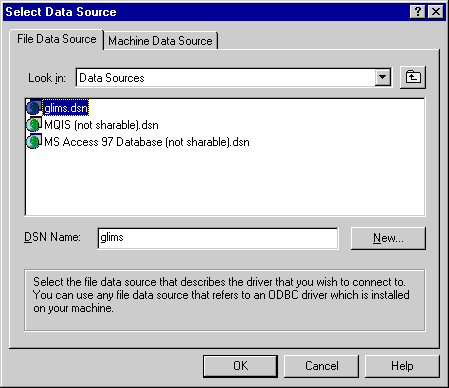 Select Data Source
File Data Source Machine Data Source
Look in: Data Sources
glims.dsn
MQIS (not sharable).dsn
MS Access 97 Database (not sharable).dsn
DSN Name: glims New...
Select the file data source that describes the driver that you wish to connect to.
You can use any file data source that refers to an ODBC driver which is installed
on your machine.
OK Cancel Help